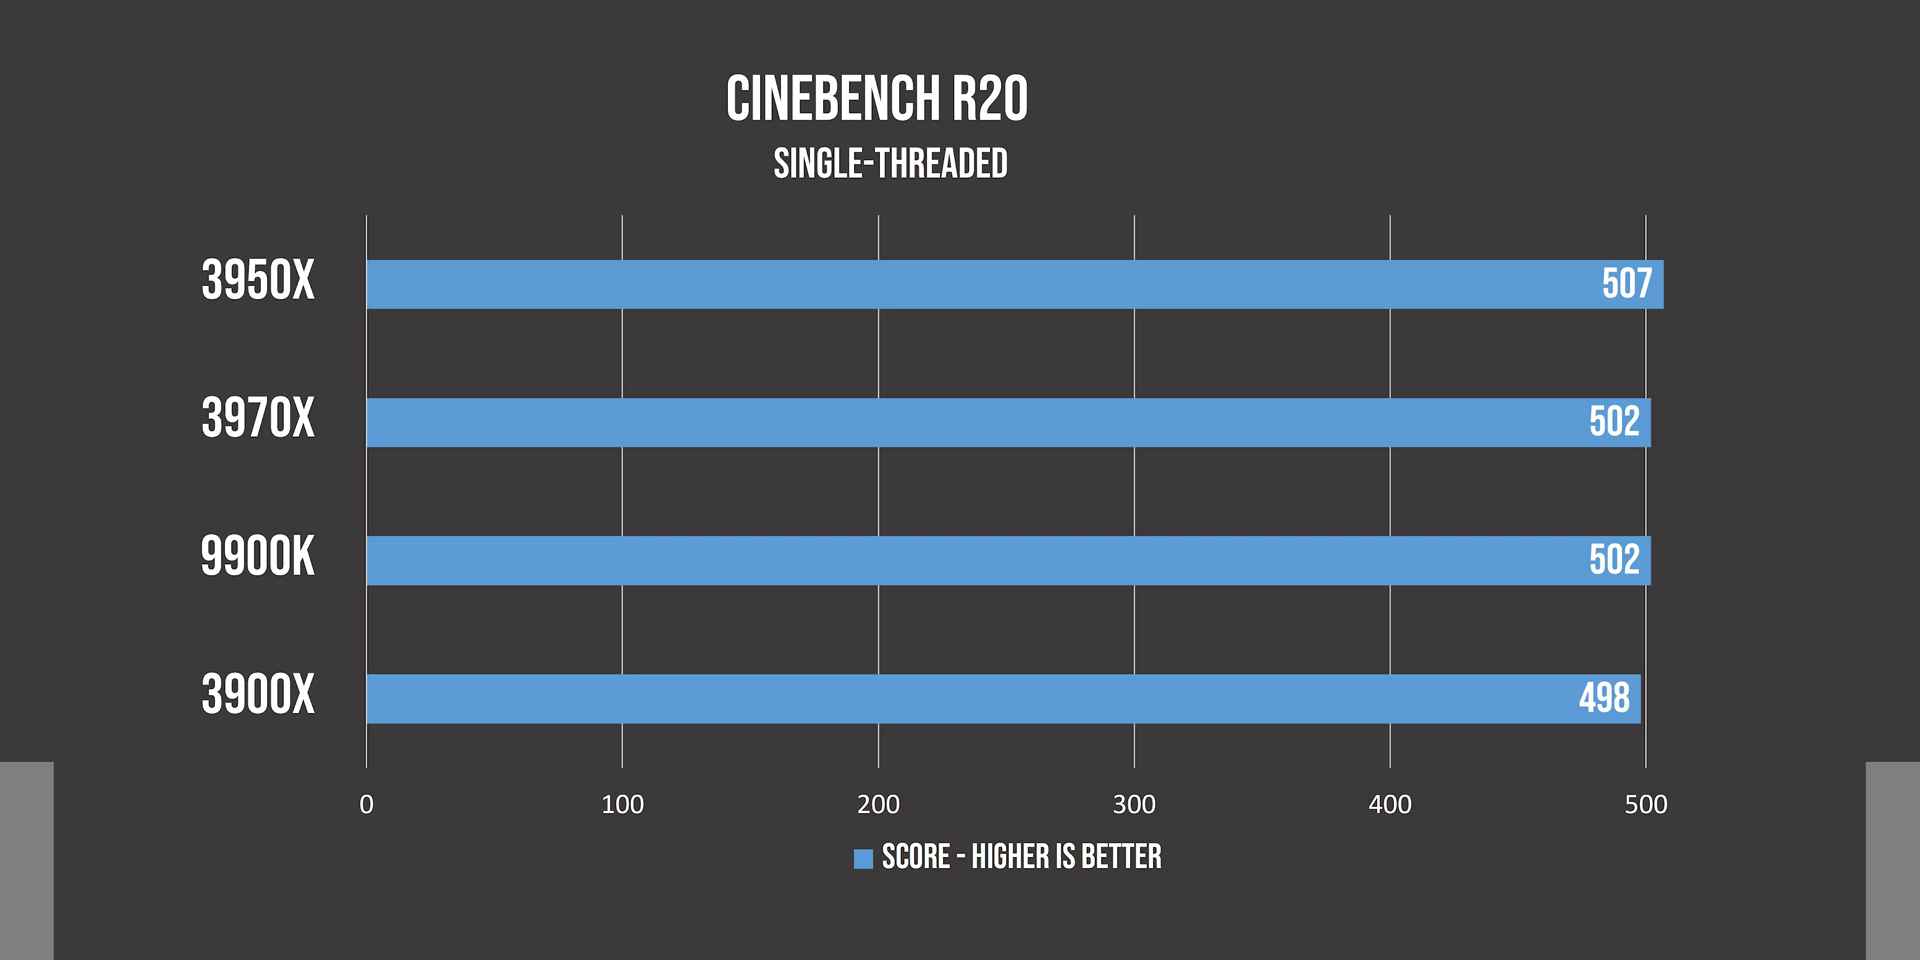 CINEBENCH R20
SINGLE-THREADED
3950X 507
3970X 502
9900K 502
3900X 498
0 100 200 300 400 500
SCORE - HIGHER IS BETTER